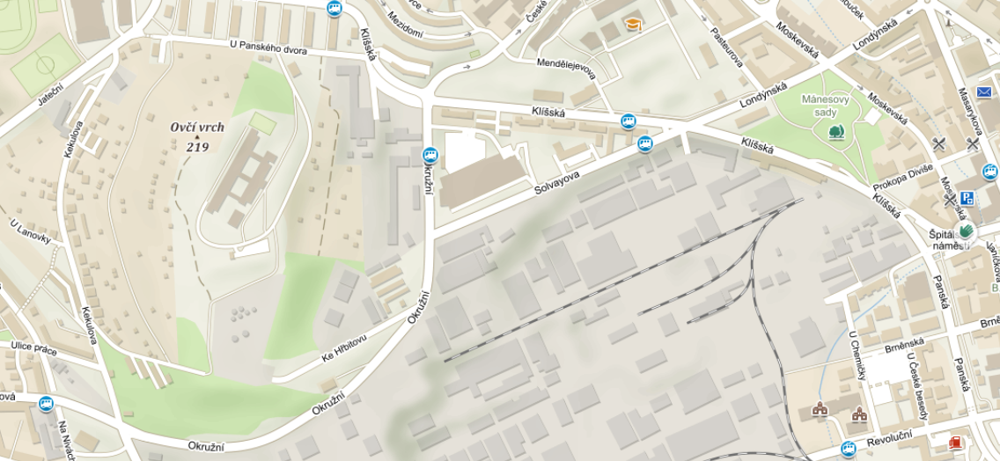 Mezidomí
České
Klíšská
U Panského dvora
Mendělejevova
Pasteurova
Moskevská
Londýnská
Jateční
Kekulova
Ovčí vrch
219
Klíšská
Londýnská
Mánesovy
sady
Moskevská
Masarykova
Klíšská
Okružní
Solvayova
Prokopa Diviše
Klíšská
U Lanovky
Špitálské
náměstí
P
Panská
Okružní
Kekulova
Ke Hřbitovu
Ulice práce
Brněnská
U Chemičky
U České besedy
Panská
Okružní
Na Nivách
Okružní
Revoluční